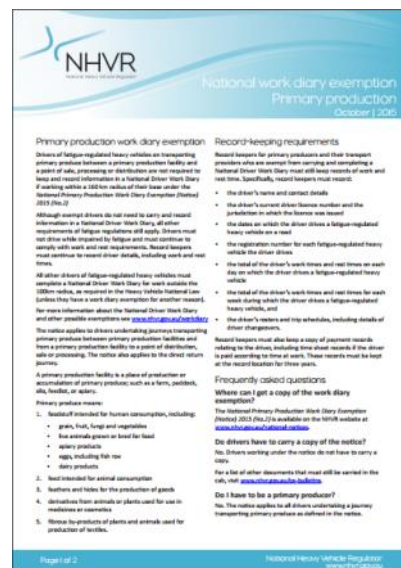 NHVR
National Heavy Vehicle Regulator
National work diary exemption
Primary production
October | 2015
Primary production work diary exemption
Drivers of fatigue-regulated heavy vehicles on transporting
primary produce between a primary production facility and
a point of sale, processing or distribution are not required to
keep and record information in a National Driver Work Diary
if working within a 160 km radius of their base under the
National Primary Production Work Diary Exemption (Notice)
2015 (No.2)
Although exempt drivers do not need to carry and record
information in a National Driver Work Diary, all other
requirements of fatigue regulations still apply. Drivers must
not drive while impaired by fatigue and must continue to
comply with work and rest requirements. Record keepers
must continue to record driver details, including work and rest
times.
All other drivers of fatigue-regulated heavy vehicles must
complete a National Driver Work Diary for work outside the
100km radius, as required in the Heavy Vehicle National Law
(unless they have a work diary exemption for another reason).
For more information about the National Driver Work Diary
and other possible exemptions see www.nhvr.gov.au/workdiary
The notice applies to drivers undertaking journeys transporting
primary produce between primary production facilities and
from a primary production facility to a point of distribution,
sale or processing. The notice also applies to the direct return
journey.
A primary production facility is a place of production or
accumulation of primary produce; such as a farm, paddock,
silo, feedlot, or apiary.
Primary produce means:
1. foodstuff intended for human consumption, including:
• grain, fruit, fungi and vegetables
• live animals grown or bred for food
• apiary products
• eggs, including fish row
• dairy products
2. feed intended for animal consumption
3. feathers and hides for the production of goods
4. derivatives from animals or plants used for use in
medicines or cosmetics
5. fibrous by-products of plants and animals used for
production of textiles.
Record-keeping requirements
Record keepers for primary producers and their transport
providers who are exempt from carrying and completing a
National Driver Work Diary must still keep records of work and
rest time. Specifically, record keepers must record:
• the driver's name and contact details
• the driver's current driver licence number and the
jurisdiction in which the licence was issued
• the dates on which the driver drives a fatigue-regulated
heavy vehicle on a road
• the registration number for each fatigue-regulated heavy
vehicle the driver drives
• the total of the driver's work times and rest times on each
day on which the driver drives a fatigue-regulated heavy
vehicle
• the total of the driver's work times and rest times for each
week during which the driver drives a fatigue-regulated
heavy vehicle, and
• the driver's rosters and trip schedules, including details of
driver changeovers.
Record keepers must also keep a copy of payment records
relating to the driver, including time sheet records if the driver
is paid according to time at work. These records must be kept
at the record location for three years.
Frequently asked questions
Where can I get a copy of the work diary
exemption?
The National Primary Production Work Diary Exemption
(Notice) 2015 (No.2) is available on the NHVR website at
www.nhvr.gov.au/national-notices
Do drivers have to carry a copy of the notice?
No. Drivers working under the notice do not have to carry a
copy.
For a list of other documents that must still be carried in the
cab, visit www.nhvr.gov.au/ba-bulletins.
Do I have to be a primary producer?
No. The notice applies to all drivers undertaking a journey
transporting primary produce as defined in the notice.
Page 1 of 2
National Heavy Vehicle Regulator
www.nhvr.gov.au